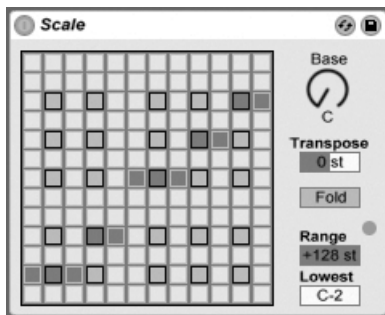 Scale
Base
C
Transpose
0 st
Fold
Range
+128 st
Lowest
C-2